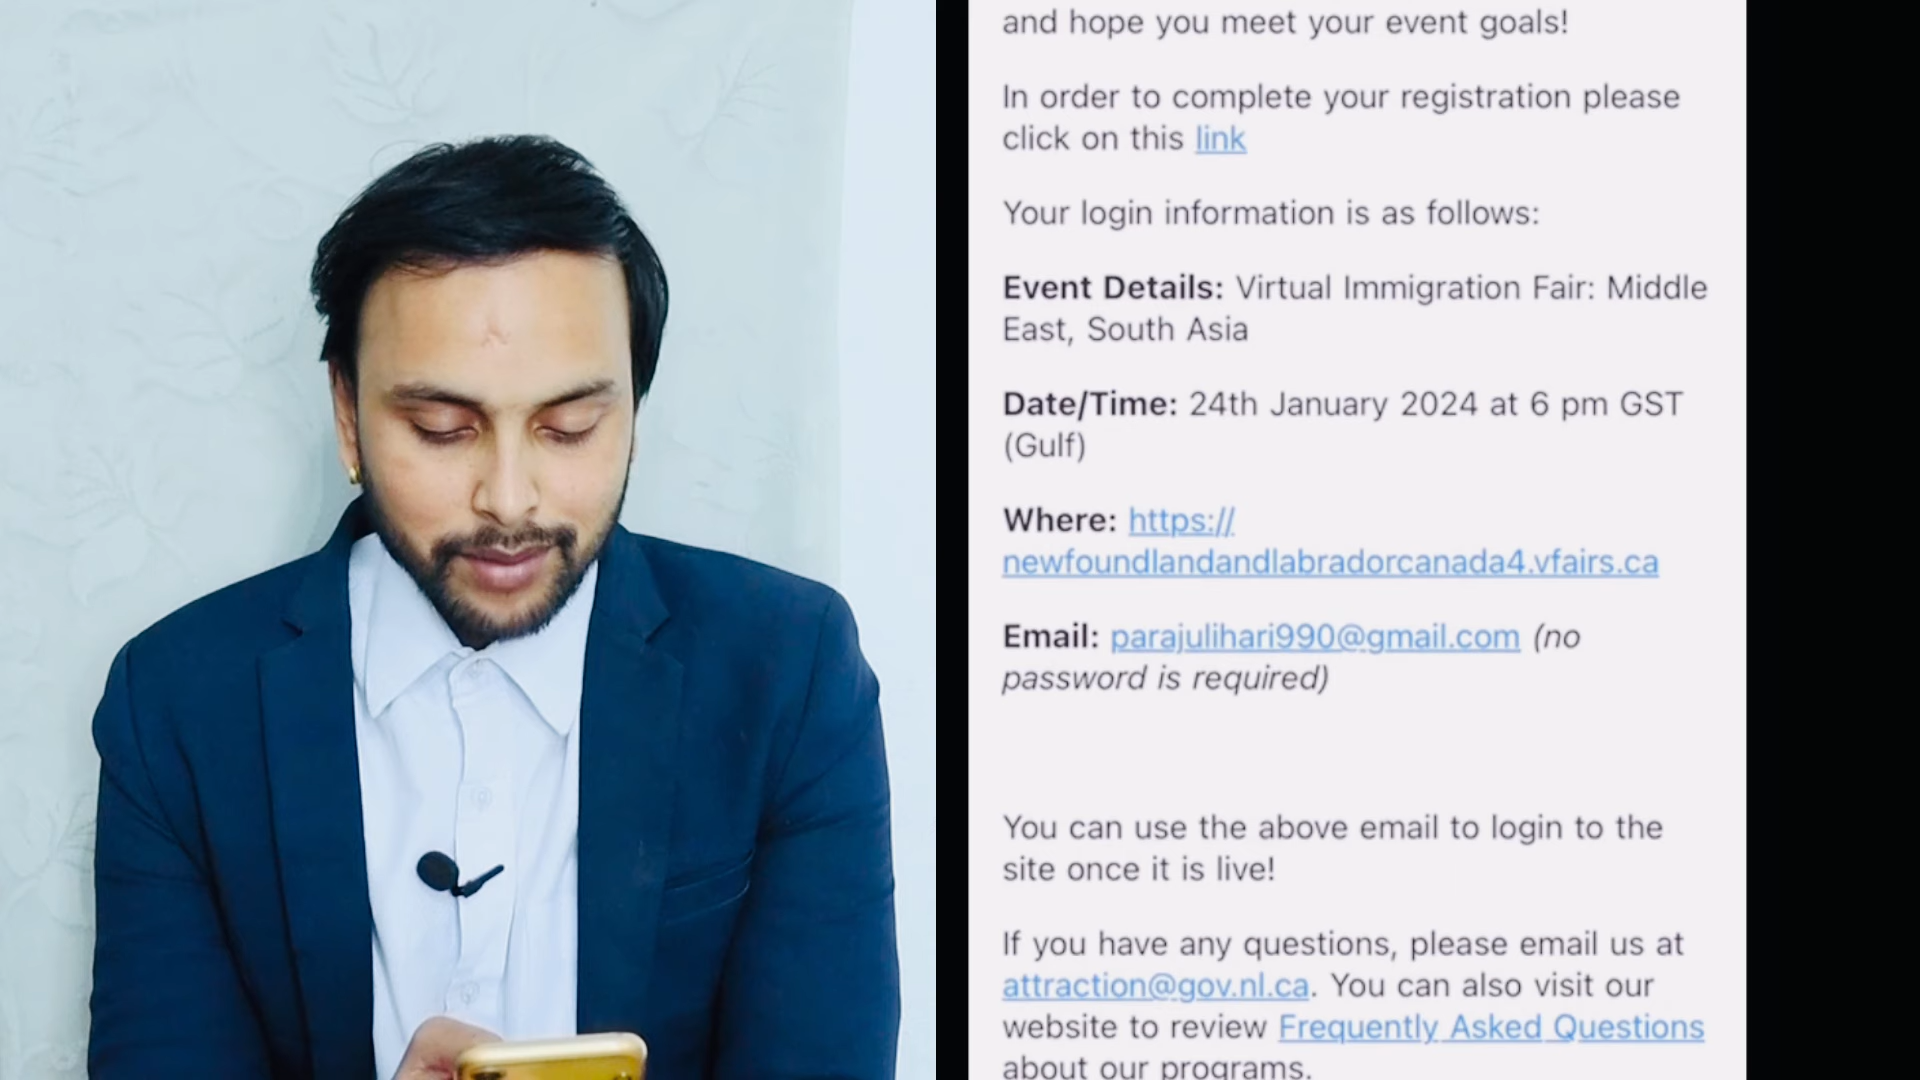 and hope you meet your event goals!
In order to complete your registration please
click on this link
Your login information is as follows:
Event Details: Virtual Immigration Fair: Middle
East, South Asia
Date/Time: 24th January 2024 at 6 pm GST
(Gulf)
Where: https://
newfoundlandandlabradorcanada4.vfairs.ca
Email: parajulihari990@gmail.com (no
password is required)
You can use the above email to login to the
site once it is live!
If you have any questions, please email us at
attraction@gov.nl.ca. You can also visit our
website to review Frequently Asked Questions
about our programs.